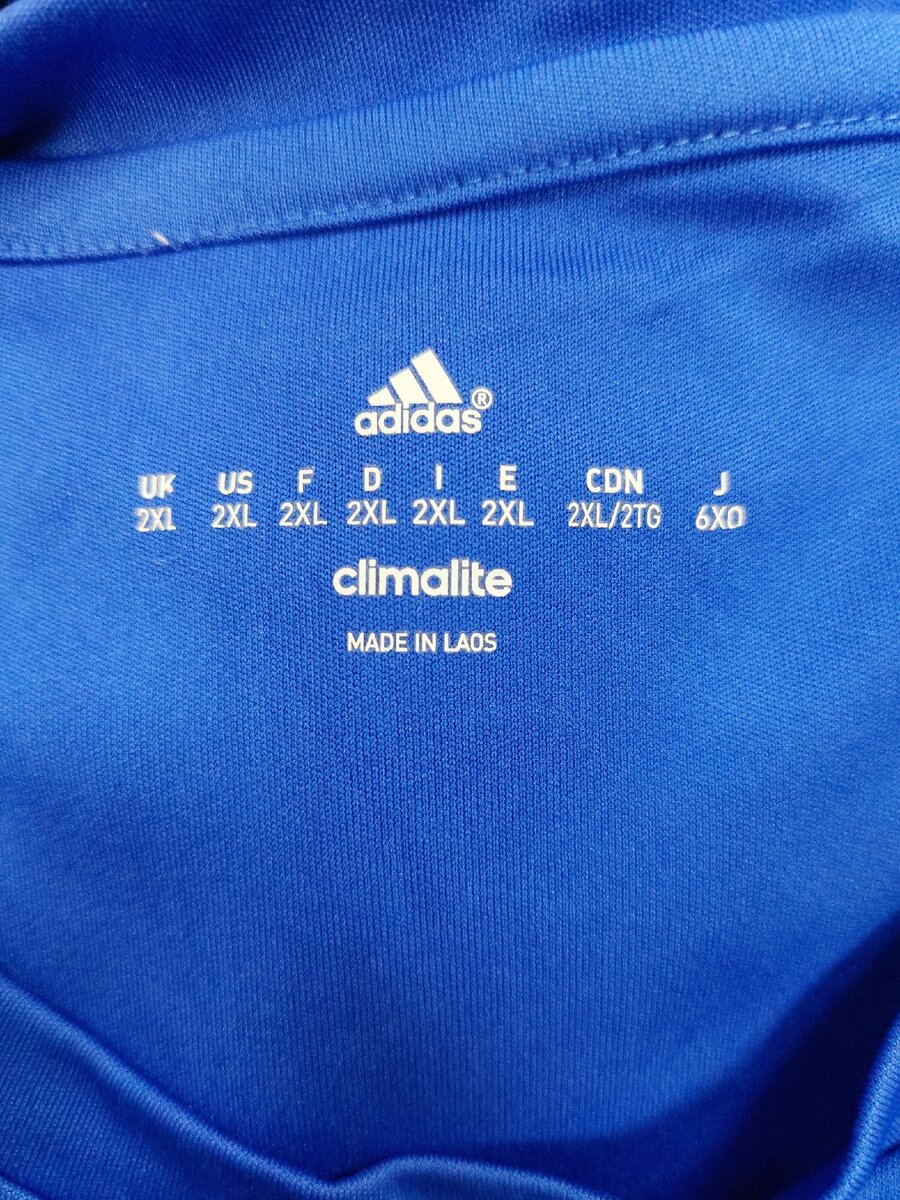 adidas®
UK US F D I E CDN J
2XL 2XL 2XL 2XL 2XL 2XL 2XL/2TG 6XO
climalite
MADE IN LAOS